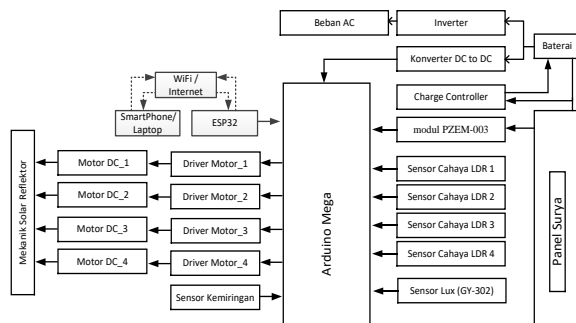 Beban AC
Inverter
Baterai
Konverter DC to DC
WiFi /
Internet
Charge Controller
SmartPhone/
Laptop
ESP32
modul PZEM-003
Mekanik Solar Reflektor
Motor DC_1
Driver Motor_1
Motor DC_2
Driver Motor_2
Motor DC_3
Driver Motor_3
Motor DC_4
Driver Motor_4
Sensor Kemiringan
Arduino Mega
Sensor Cahaya LDR 1
Sensor Cahaya LDR 2
Sensor Cahaya LDR 3
Sensor Cahaya LDR 4
Sensor Lux (GY-302)
Panel Surya